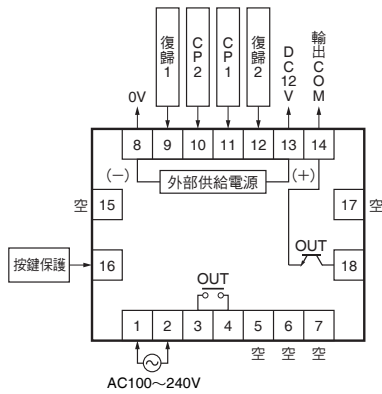 復歸1
CP2
CP1
復歸2
DC12V
輸出COM
0V
8 9 10 11 12 13 14
(－) 外部供給電源 (+)
空 15
17 空
按鍵保護
16
OUT
18
OUT
1 2 3 4 5 6 7
空 空 空
AC100～240V